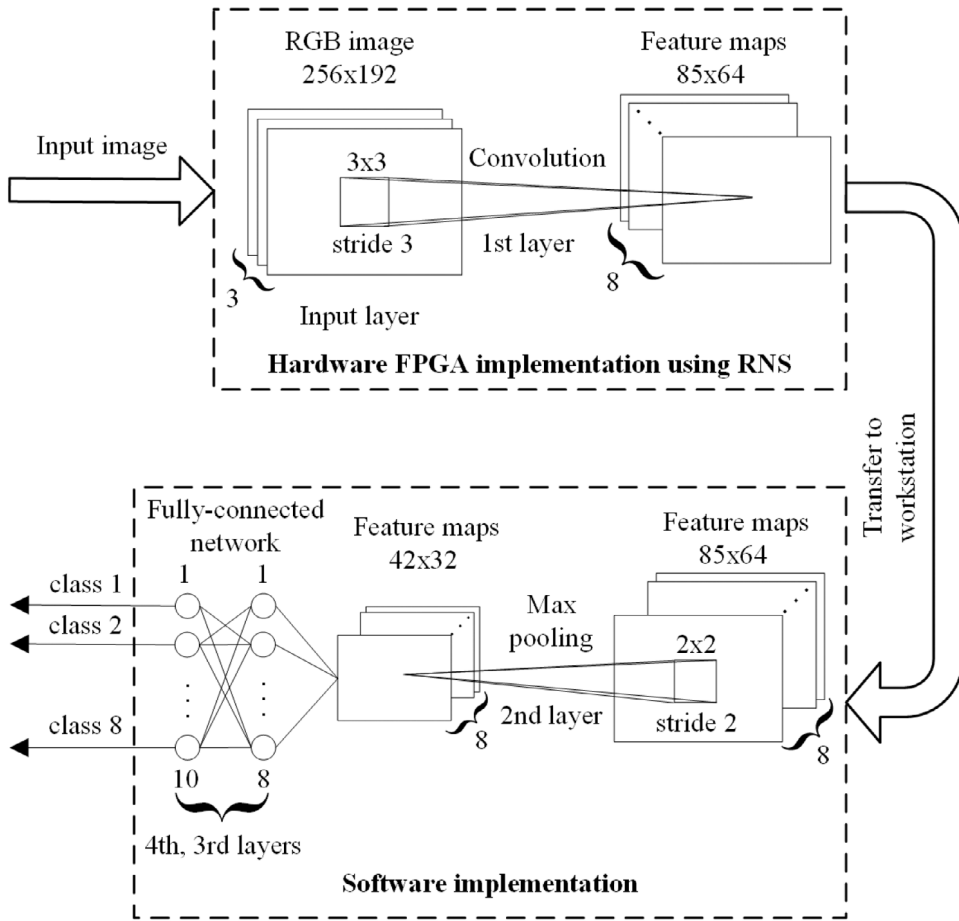 RGB image
256x192
Feature maps
85x64
Input image
3x3
Convolution
stride 3
1st layer
3
8
Input layer
Hardware FPGA implementation using RNS
Transfer to
workstation
Fully-connected
network
Feature maps
42x32
Feature maps
85x64
class 1
1
1
class 2
Max
pooling
2x2
2nd layer
stride 2
class 8
8
8
10
8
4th, 3rd layers
Software implementation